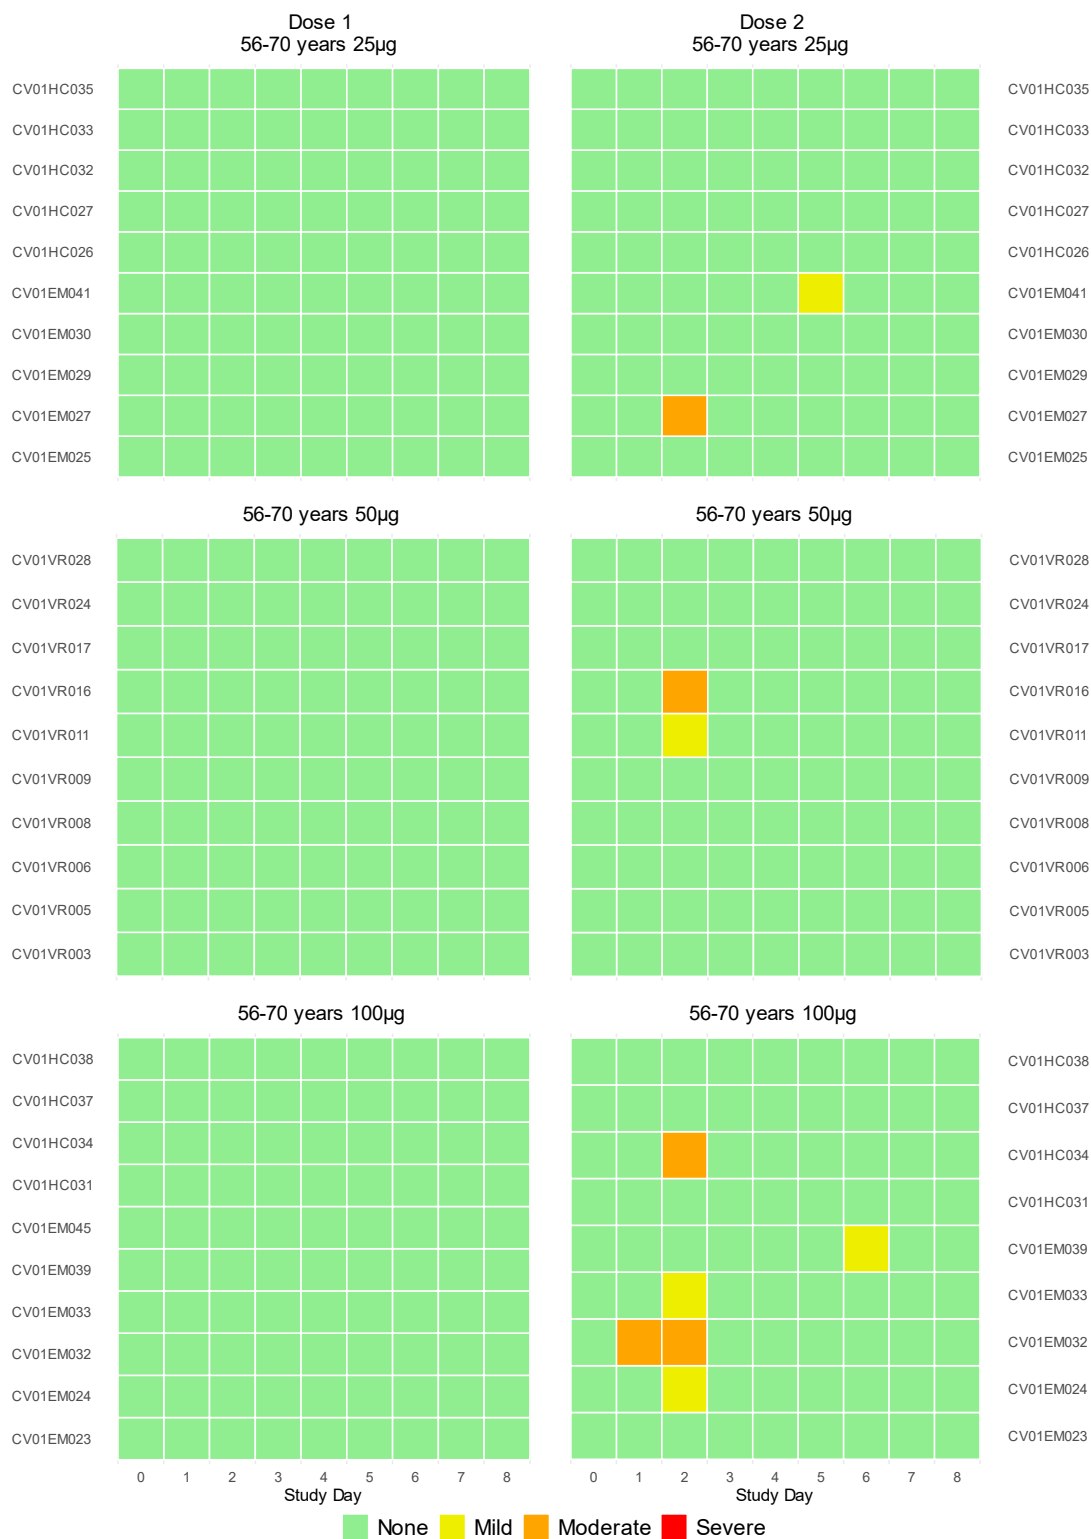 Dose 1
56-70 years 25µg
Dose 2
56-70 years 25µg
CV01HC035
CV01HC033
CV01HC032
CV01HC027
CV01HC026
CV01EM041
CV01EM030
CV01EM029
CV01EM027
CV01EM025
CV01HC035
CV01HC033
CV01HC032
CV01HC027
CV01HC026
CV01EM041
CV01EM030
CV01EM029
CV01EM027
CV01EM025
56-70 years 50µg
56-70 years 50µg
CV01VR028
CV01VR024
CV01VR017
CV01VR016
CV01VR011
CV01VR009
CV01VR008
CV01VR006
CV01VR005
CV01VR003
CV01VR028
CV01VR024
CV01VR017
CV01VR016
CV01VR011
CV01VR009
CV01VR008
CV01VR006
CV01VR005
CV01VR003
56-70 years 100µg
56-70 years 100µg
CV01HC038
CV01HC037
CV01HC034
CV01HC031
CV01EM045
CV01EM039
CV01EM033
CV01EM032
CV01EM024
CV01EM023
CV01HC038
CV01HC037
CV01HC034
CV01HC031
CV01EM039
CV01EM033
CV01EM032
CV01EM024
CV01EM023
0 1 2 3 4 5 6 7 8
Study Day
0 1 2 3 4 5 6 7 8
Study Day
None Mild Moderate Severe